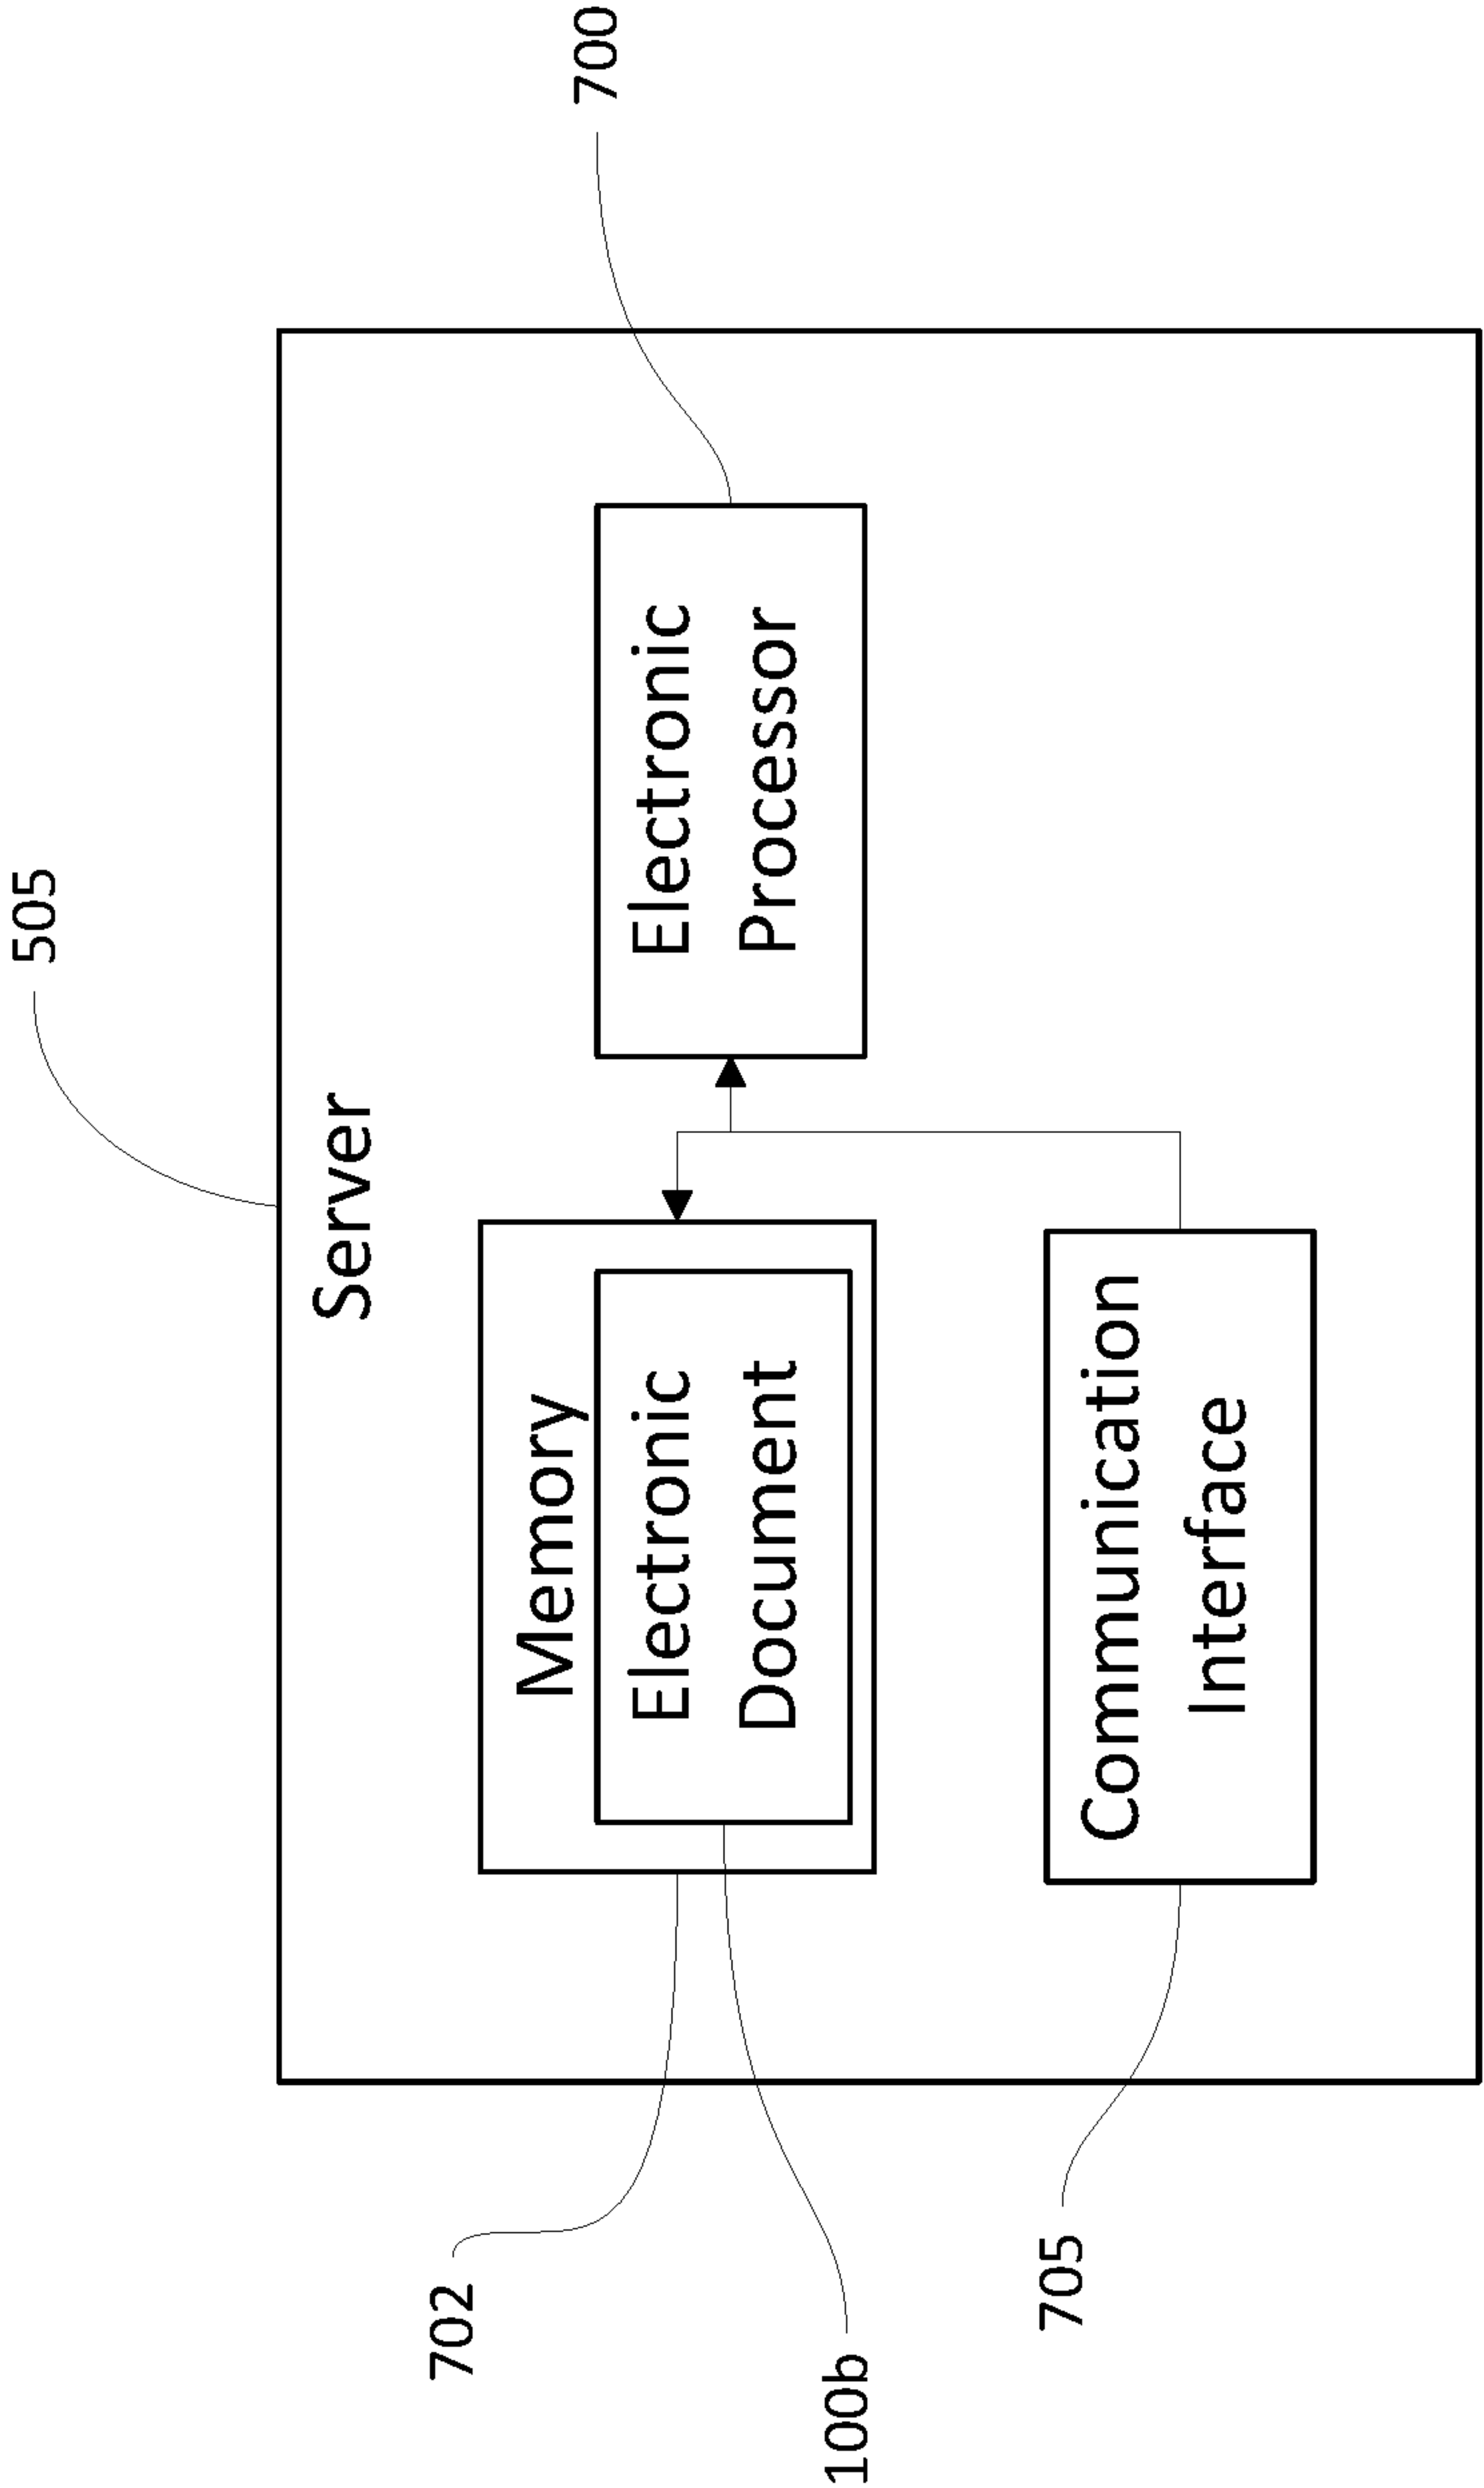 505
Server
700
Memory
Electronic
Document
Electronic
Processor
702
100b
Communication
Interface
705